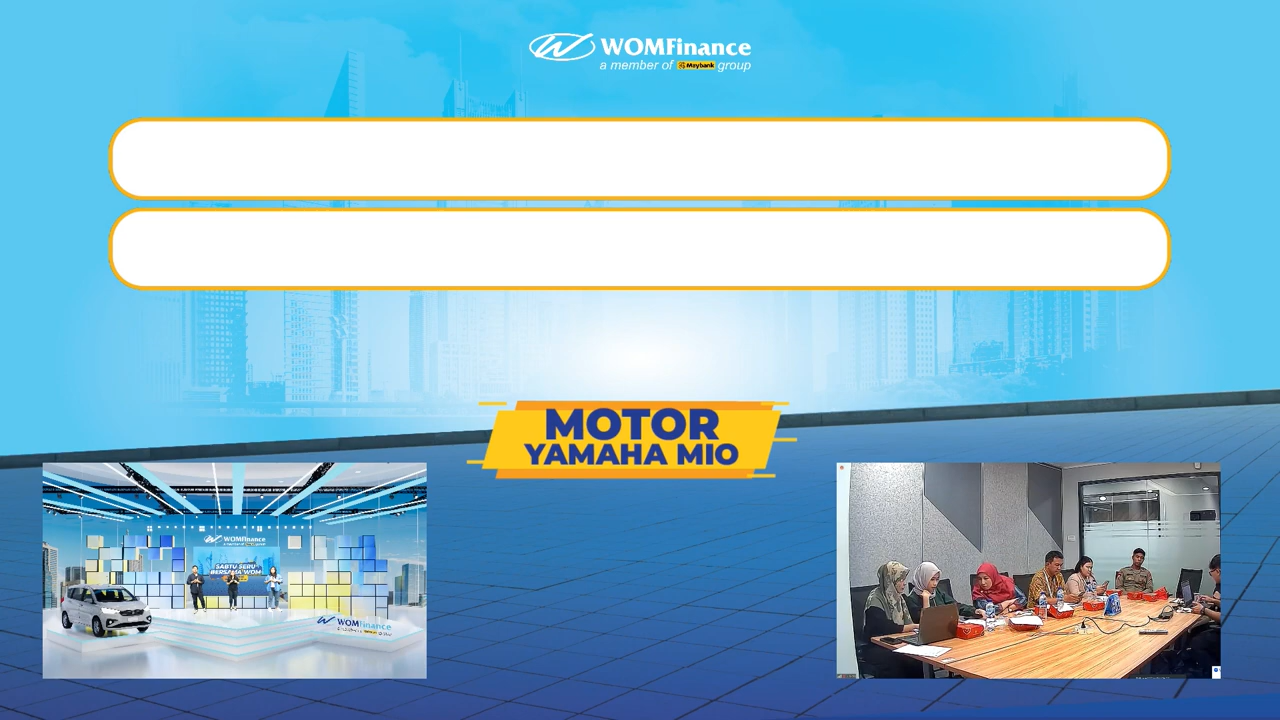 WOMFinance
a member of Maybank group
MOTOR
YAMAHA MIO
WOMFinance
SABTU SERU
BERSAMA WOM
WOMFinance